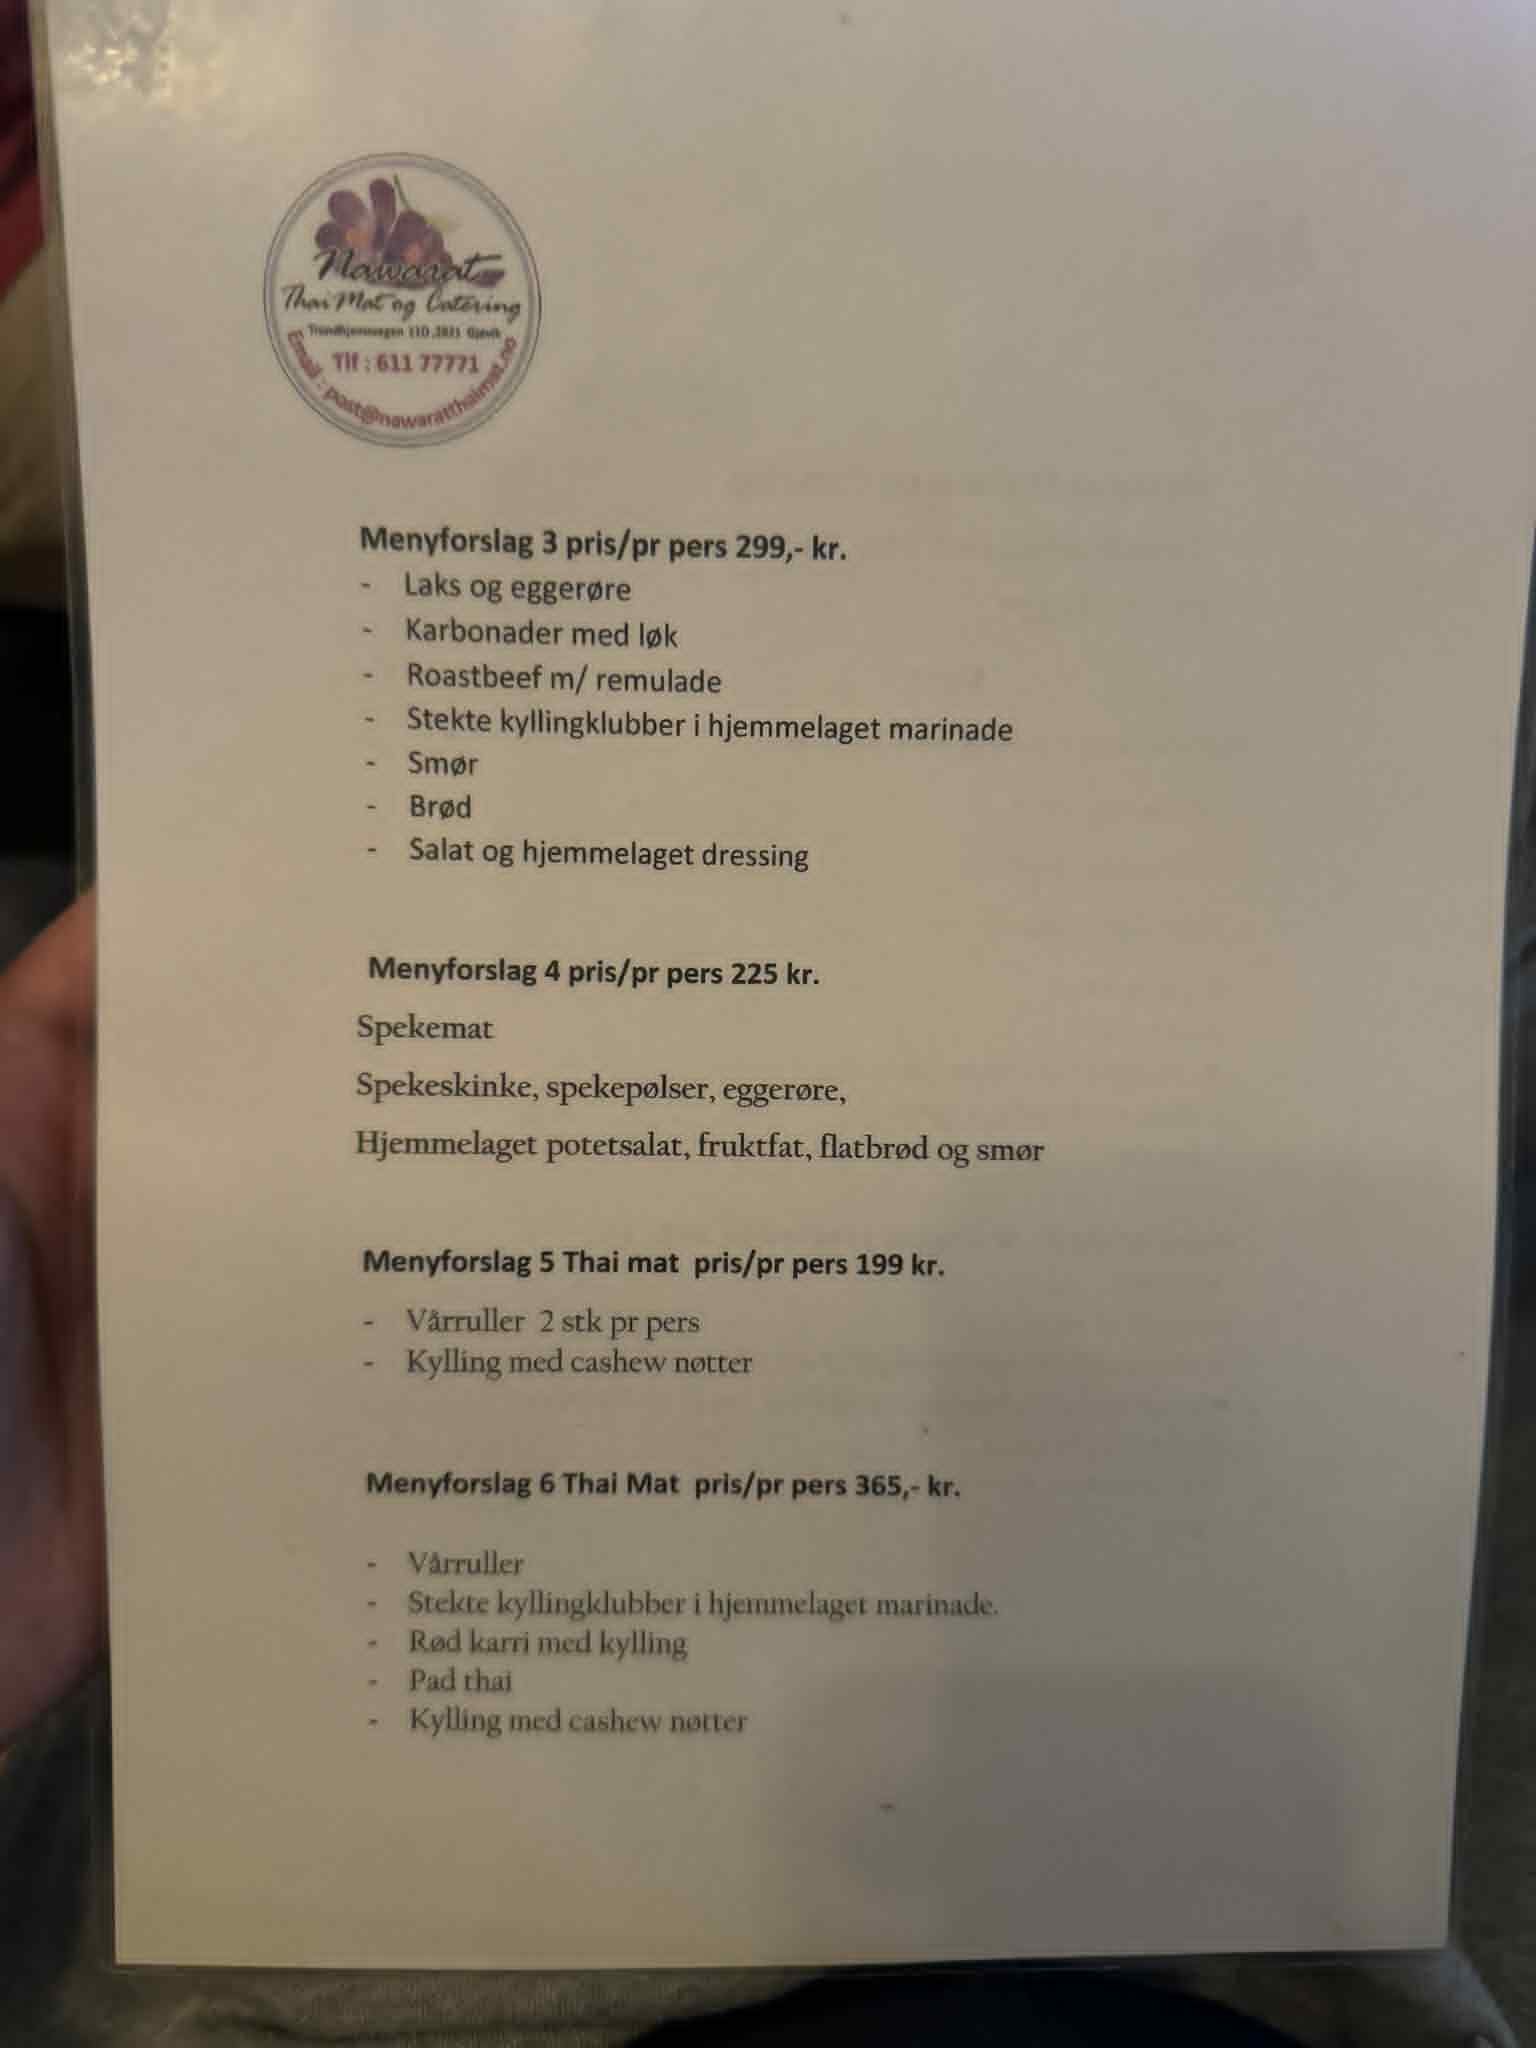 Nawarat
Thai Mat og Catering
Trondhjemsvegen 11D, 2821 Gjøvik
Tlf : 611 77771
Email : post@nawaratthaimat.no
Menyforslag 3 pris/pr pers 299,- kr.
- Laks og eggerøre
- Karbonader med løk
- Roastbeef m/ remulade
- Stekte kyllingklubber i hjemmelaget marinade
- Smør
- Brød
- Salat og hjemmelaget dressing
Menyforslag 4 pris/pr pers 225 kr.
Spekemat
Spekeskinke, spekepølser, eggerøre,
Hjemmelaget potetsalat, fruktfat, flatbrød og smør
Menyforslag 5 Thai mat pris/pr pers 199 kr.
- Vårruller 2 stk pr pers
- Kylling med cashew nøtter
Menyforslag 6 Thai Mat pris/pr pers 365,- kr.
- Vårruller
- Stekte kyllingklubber i hjemmelaget marinade.
- Rød karri med kylling
- Pad thai
- Kylling med cashew nøtter